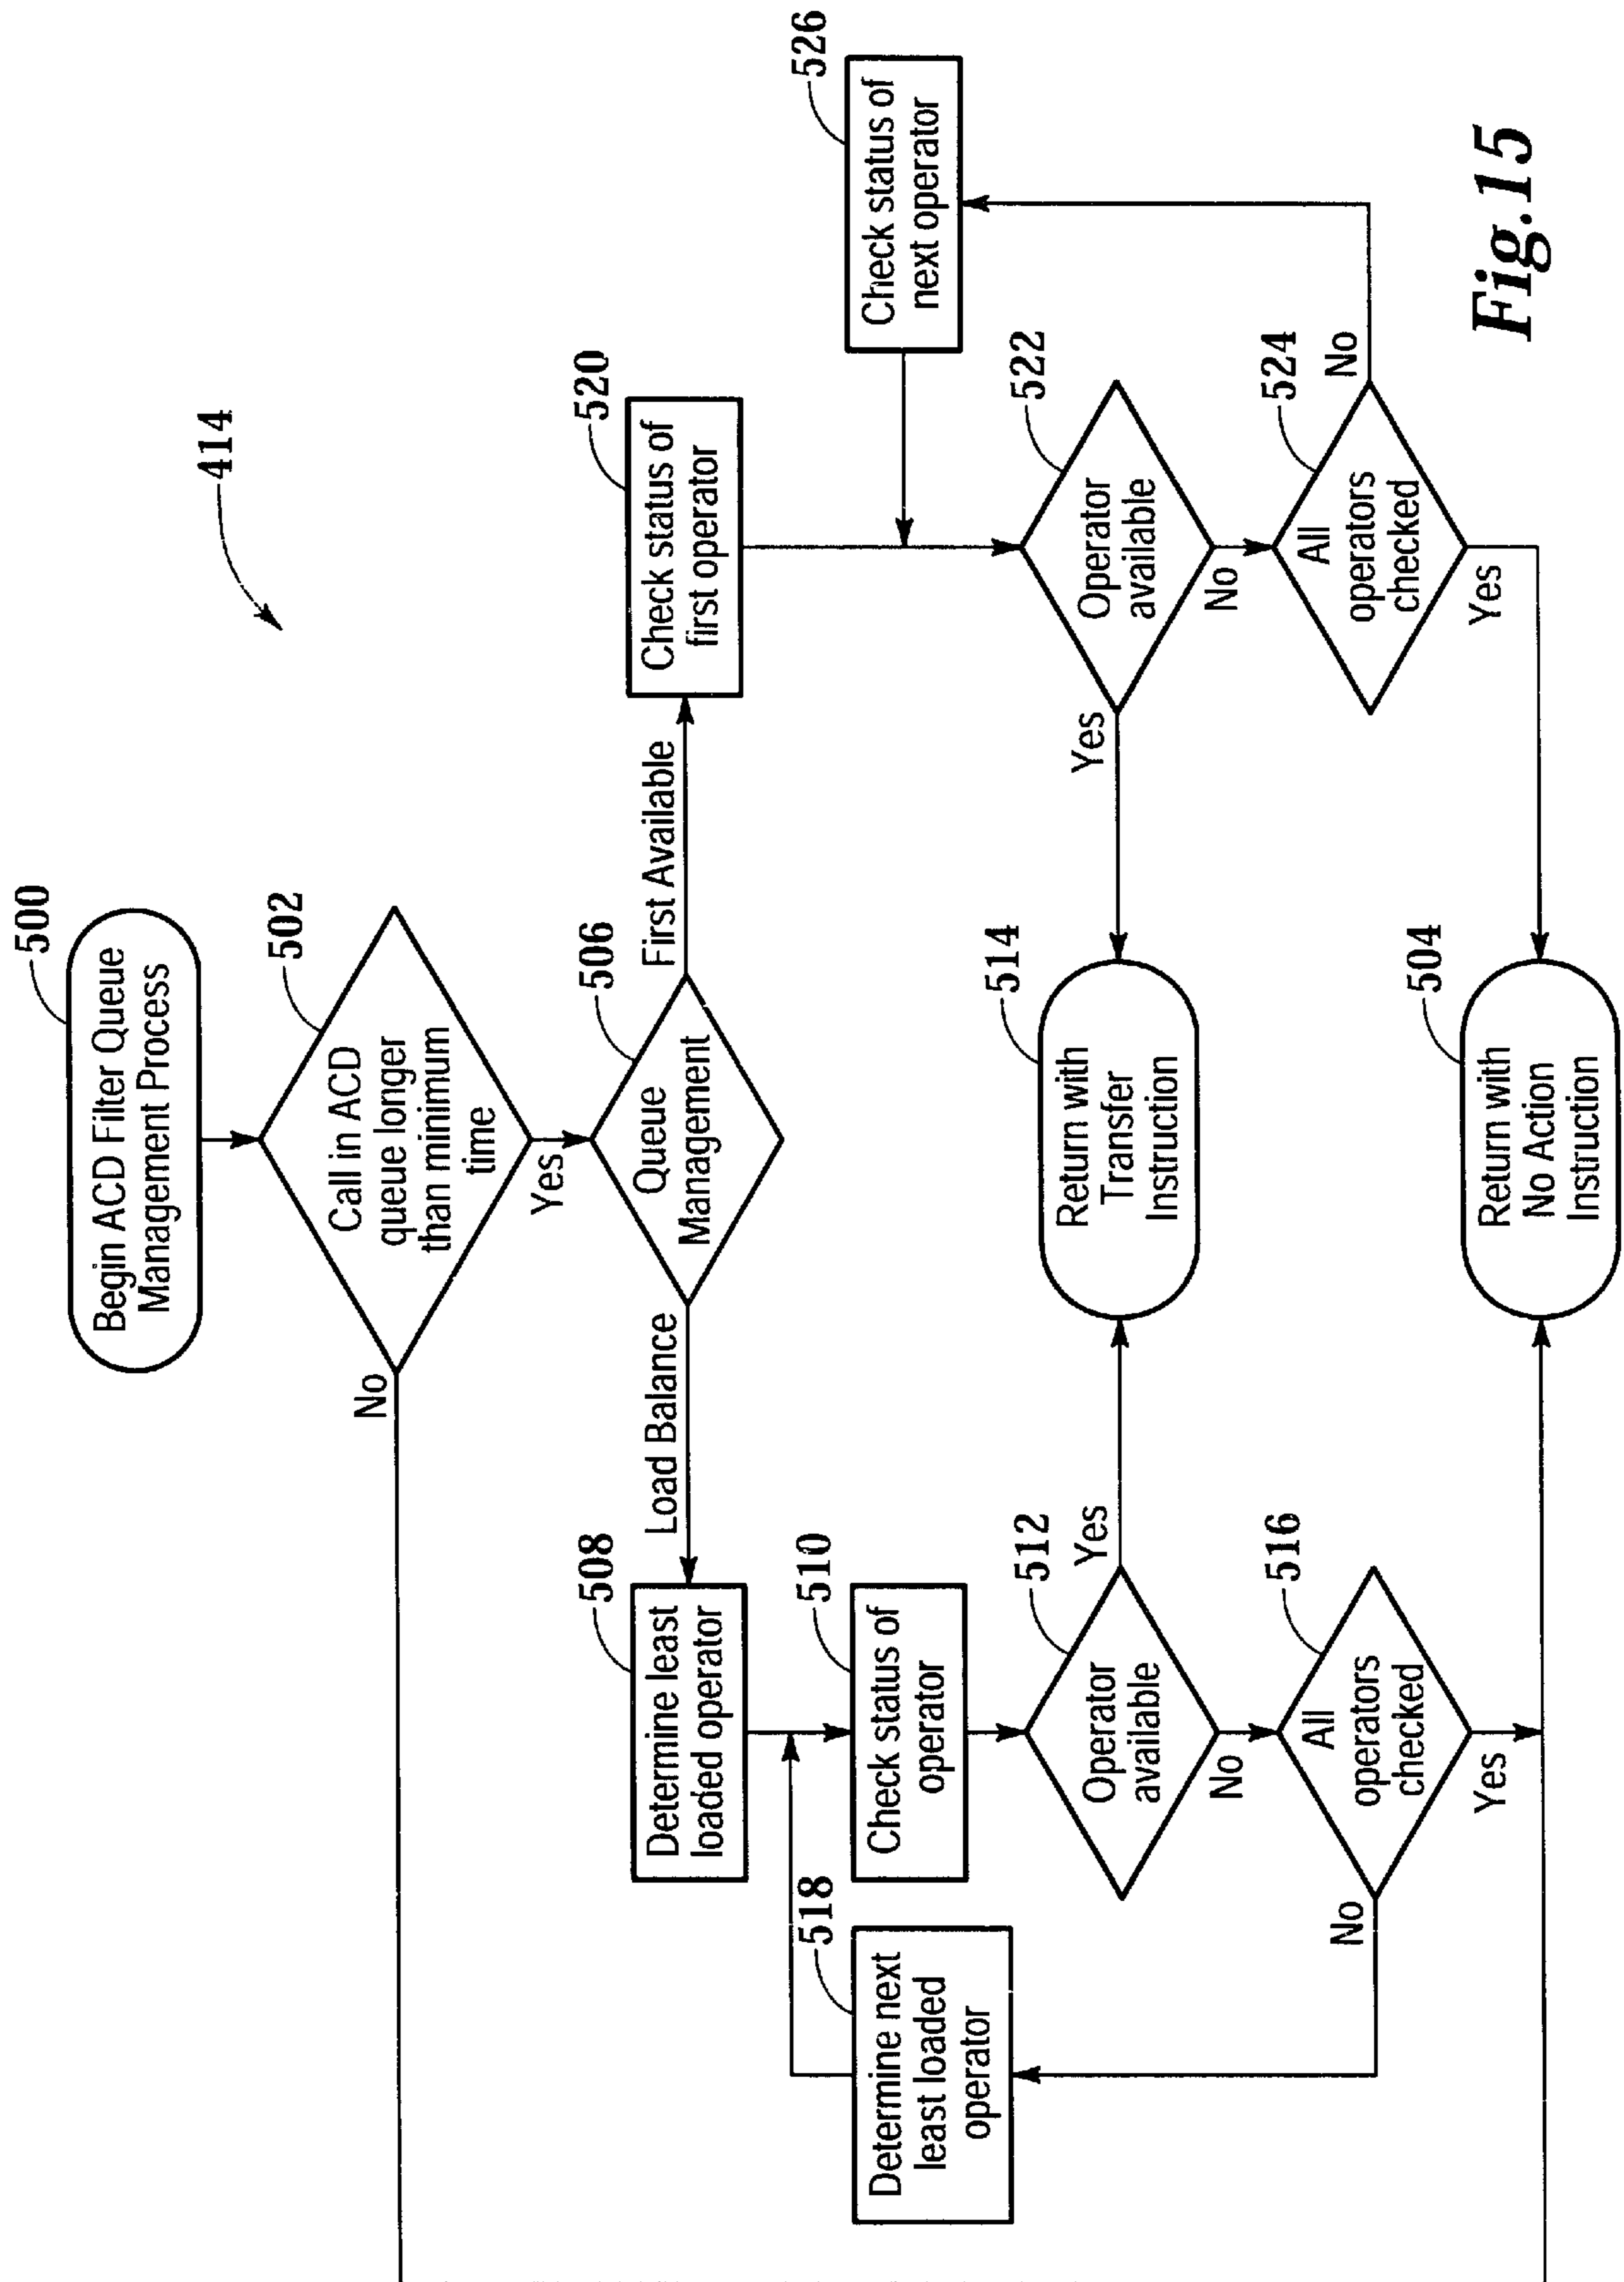 414
500
Begin ACD Filter Queue
Management Process
502
Call in ACD
queue longer
than minimum
time
No
Yes
506
Queue
Management
Load Balance
First Available
508
Determine least
loaded operator
520
Check status of
first operator
510
Check status of
operator
518
Determine next
least loaded
operator
526
Check status of
next operator
512
Operator
available
Yes
No
514
Return with
Transfer
Instruction
522
Operator
available
Yes
No
516
All
operators
checked
No
Yes
504
Return with
No Action
Instruction
524
All
operators
checked
No
Yes
Fig.15